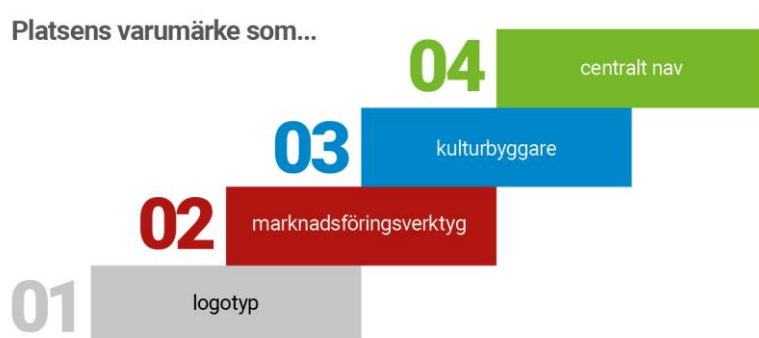 Platsens varumärke som...
04
centralt nav
03
kulturbyggare
02
marknadsföringsverktyg
01
logotyp